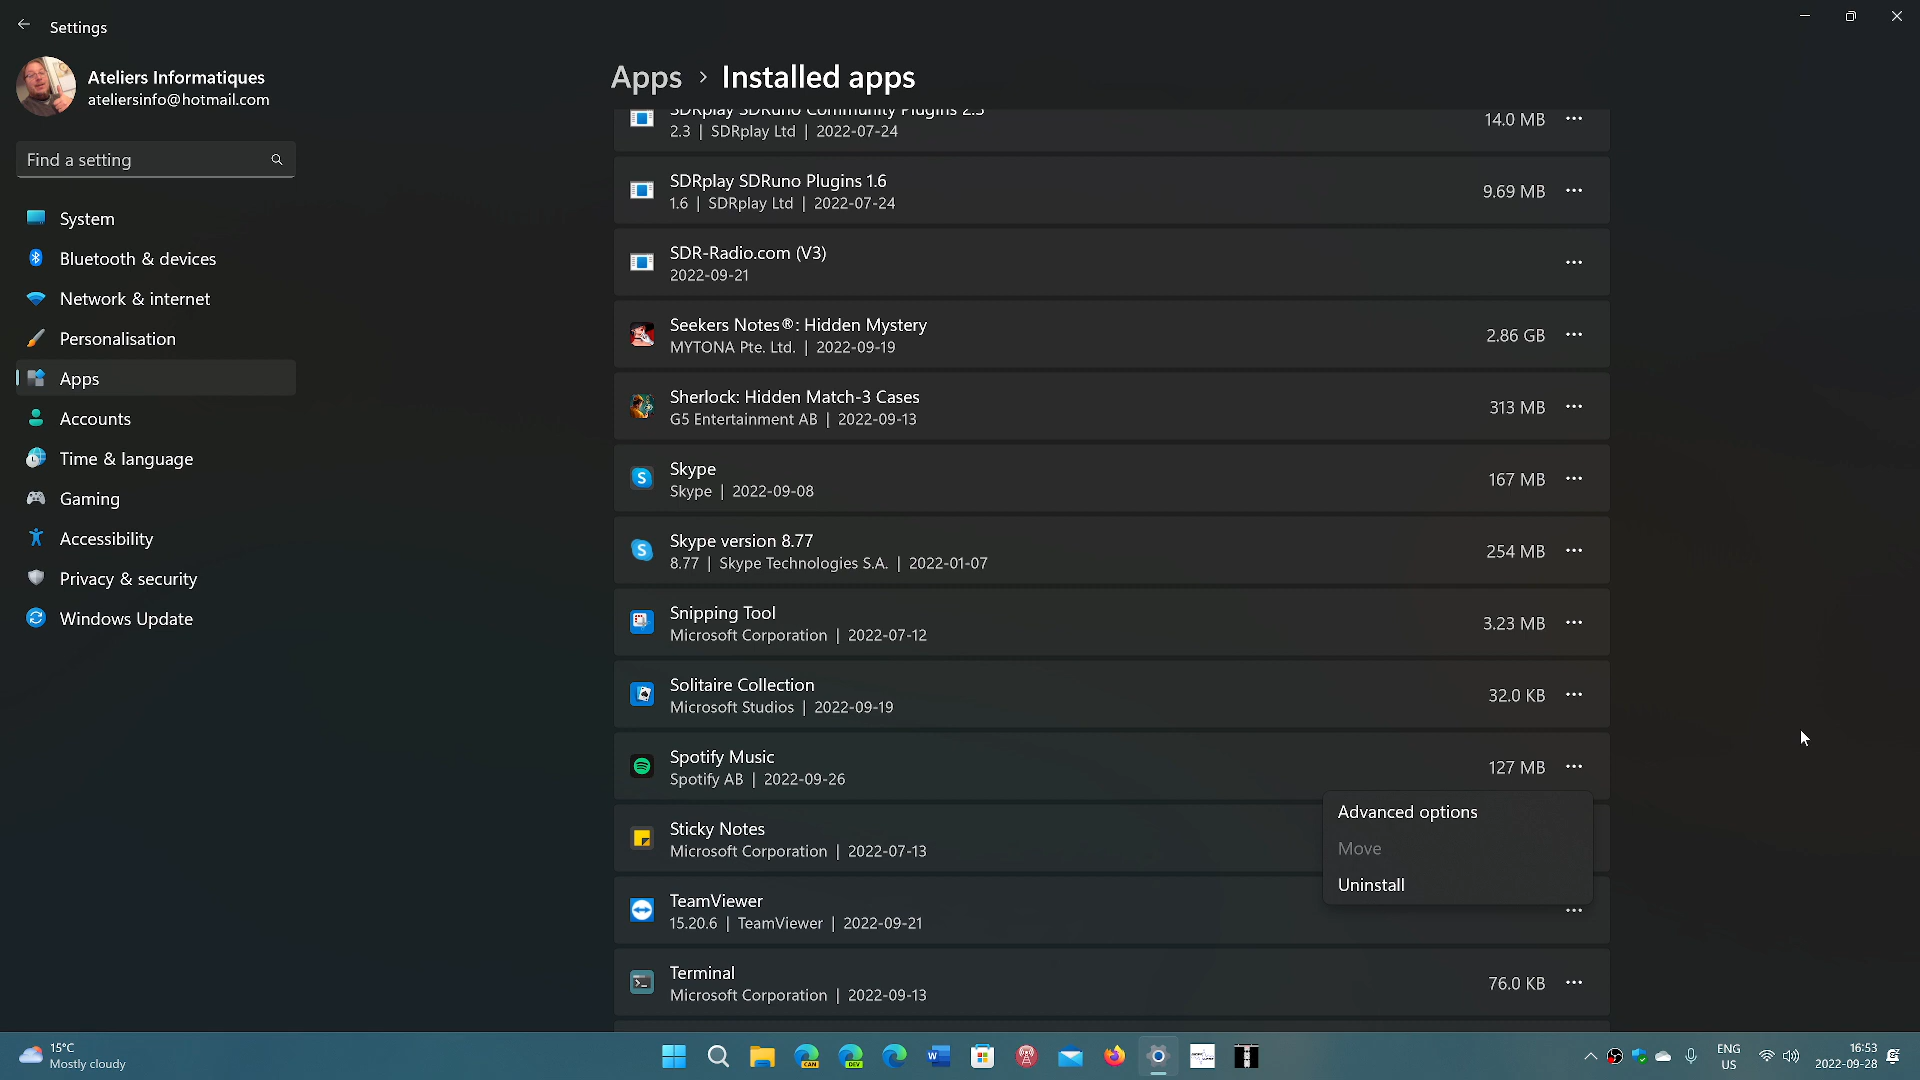 Settings
Ateliers Informatiques
ateliersinfo@hotmail.com
Find a setting
System
Bluetooth & devices
Network & internet
Personalisation
Apps
Accounts
Time & language
Gaming
Accessibility
Privacy & security
Windows Update
Apps › Installed apps
SDRplay SDRuno Community Plugins 2.3
2.3 | SDRplay Ltd | 2022-07-24
14.0 MB
SDRplay SDRuno Plugins 1.6
1.6 | SDRplay Ltd | 2022-07-24
9.69 MB
SDR-Radio.com (V3)
2022-09-21
Seekers Notes®: Hidden Mystery
MYTONA Pte. Ltd. | 2022-09-19
2.86 GB
Sherlock: Hidden Match-3 Cases
G5 Entertainment AB | 2022-09-13
313 MB
Skype
Skype | 2022-09-08
167 MB
Skype version 8.77
8.77 | Skype Technologies S.A. | 2022-01-07
254 MB
Snipping Tool
Microsoft Corporation | 2022-07-12
3.23 MB
Solitaire Collection
Microsoft Studios | 2022-09-19
32.0 KB
Spotify Music
Spotify AB | 2022-09-26
127 MB
Advanced options
Move
Uninstall
Sticky Notes
Microsoft Corporation | 2022-07-13
TeamViewer
15.20.6 | TeamViewer | 2022-09-21
Terminal
Microsoft Corporation | 2022-09-13
76.0 KB
15°C
Mostly cloudy
CAN
DEV
ENG
US
16:53
2022-09-28